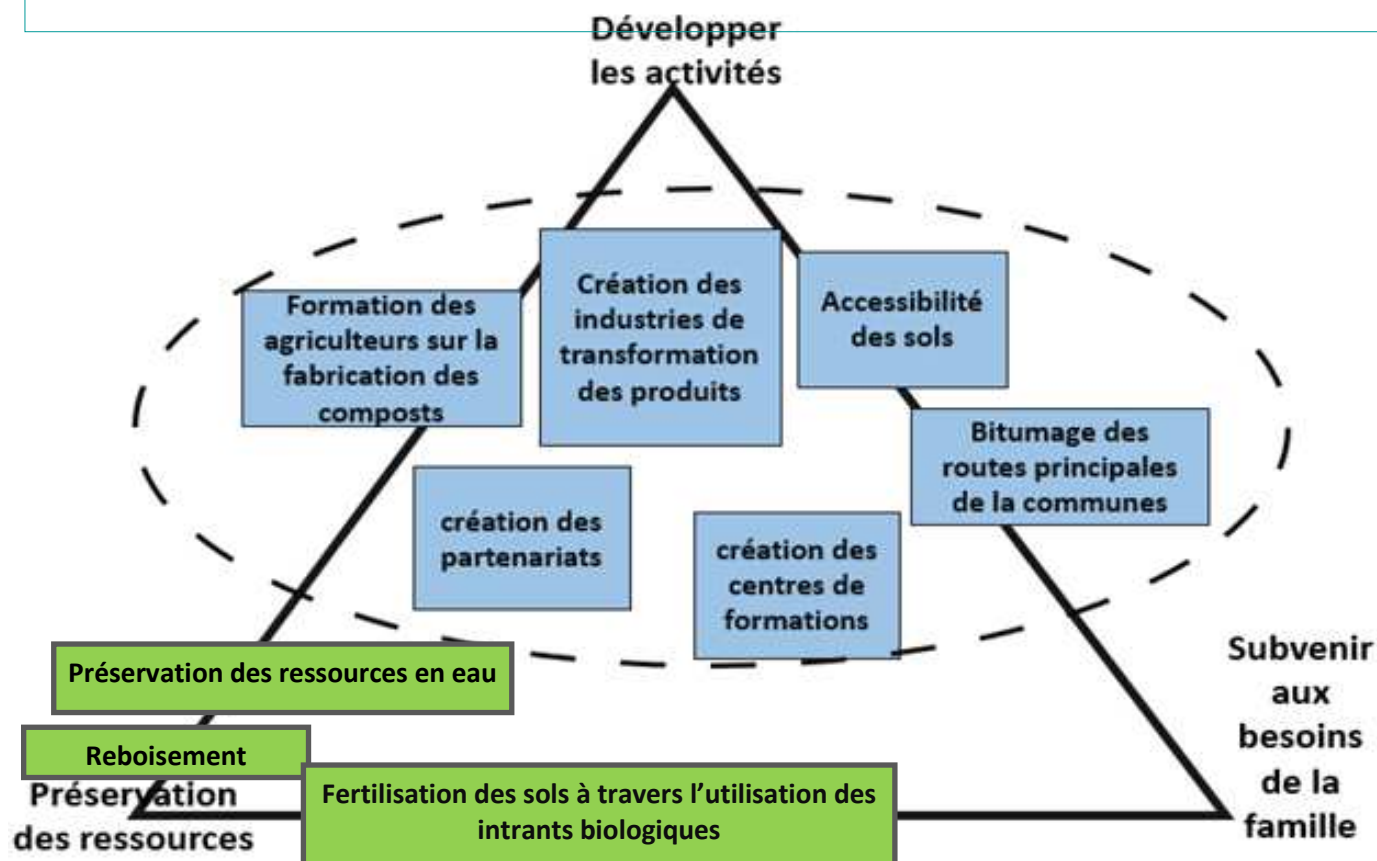 Développer
les activités
Formation des
agriculteurs sur la
fabrication des
composts
Création des
industries de
transformation
des produits
Accessibilité
des sols
Bitumage des
routes principales
de la communes
création des
partenariats
création des
centres de
formations
Préservation des ressources en eau
Reboisement
Préservation
des ressources
Fertilisation des sols à travers l’utilisation des
intrants biologiques
Subvenir
aux
besoins
de la
famille